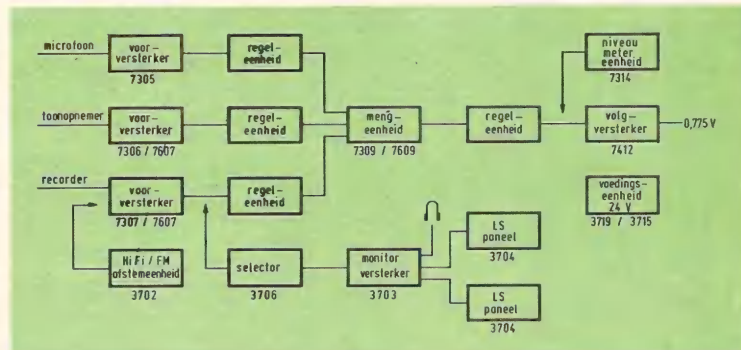 microfoon
voor-
versterker
7305
regel-
eenheid
niveau
meter
eenheid
7314
toonopnemer
voor-
versterker
7306 / 7607
regel-
eenheid
meng-
eenheid
7309 / 7609
regel-
eenheid
volg-
versterker
7412
0,775 V
recorder
voor-
versterker
7307 / 7607
regel-
eenheid
voedings-
eenheid
24 V
3719 / 3715
HiFi / FM
afstemeenheid
3702
selector
3706
monitor
versterker
3703
LS
paneel
3704
LS
paneel
3704